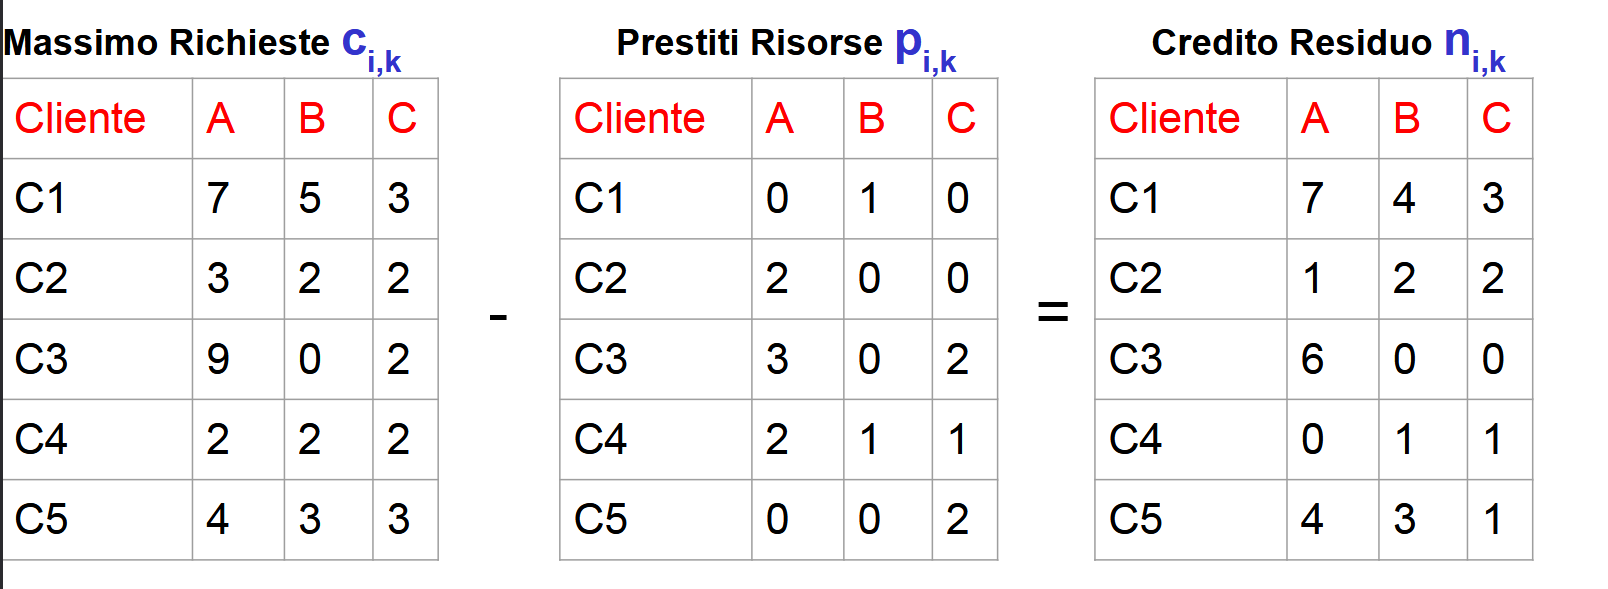 Massimo Richieste c i,k Prestiti Risorse p i,k Credito Residuo n i,k
Cliente A B C Cliente A B C Cliente A B C
C1 7 5 3 C1 0 1 0 C1 7 4 3
C2 3 2 2 C2 2 0 0 C2 1 2 2
- =
C3 9 0 2 C3 3 0 2 C3 6 0 0
C4 2 2 2 C4 2 1 1 C4 0 1 1
C5 4 3 3 C5 0 0 2 C5 4 3 1